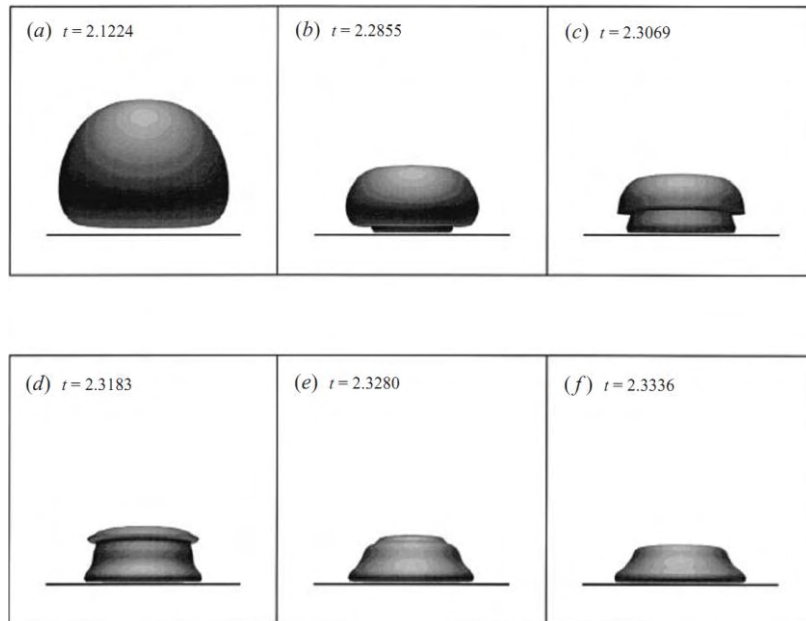 (a) t = 2.1224
(b) t = 2.2855
(c) t = 2.3069
(d) t = 2.3183
(e) t = 2.3280
(f) t = 2.3336